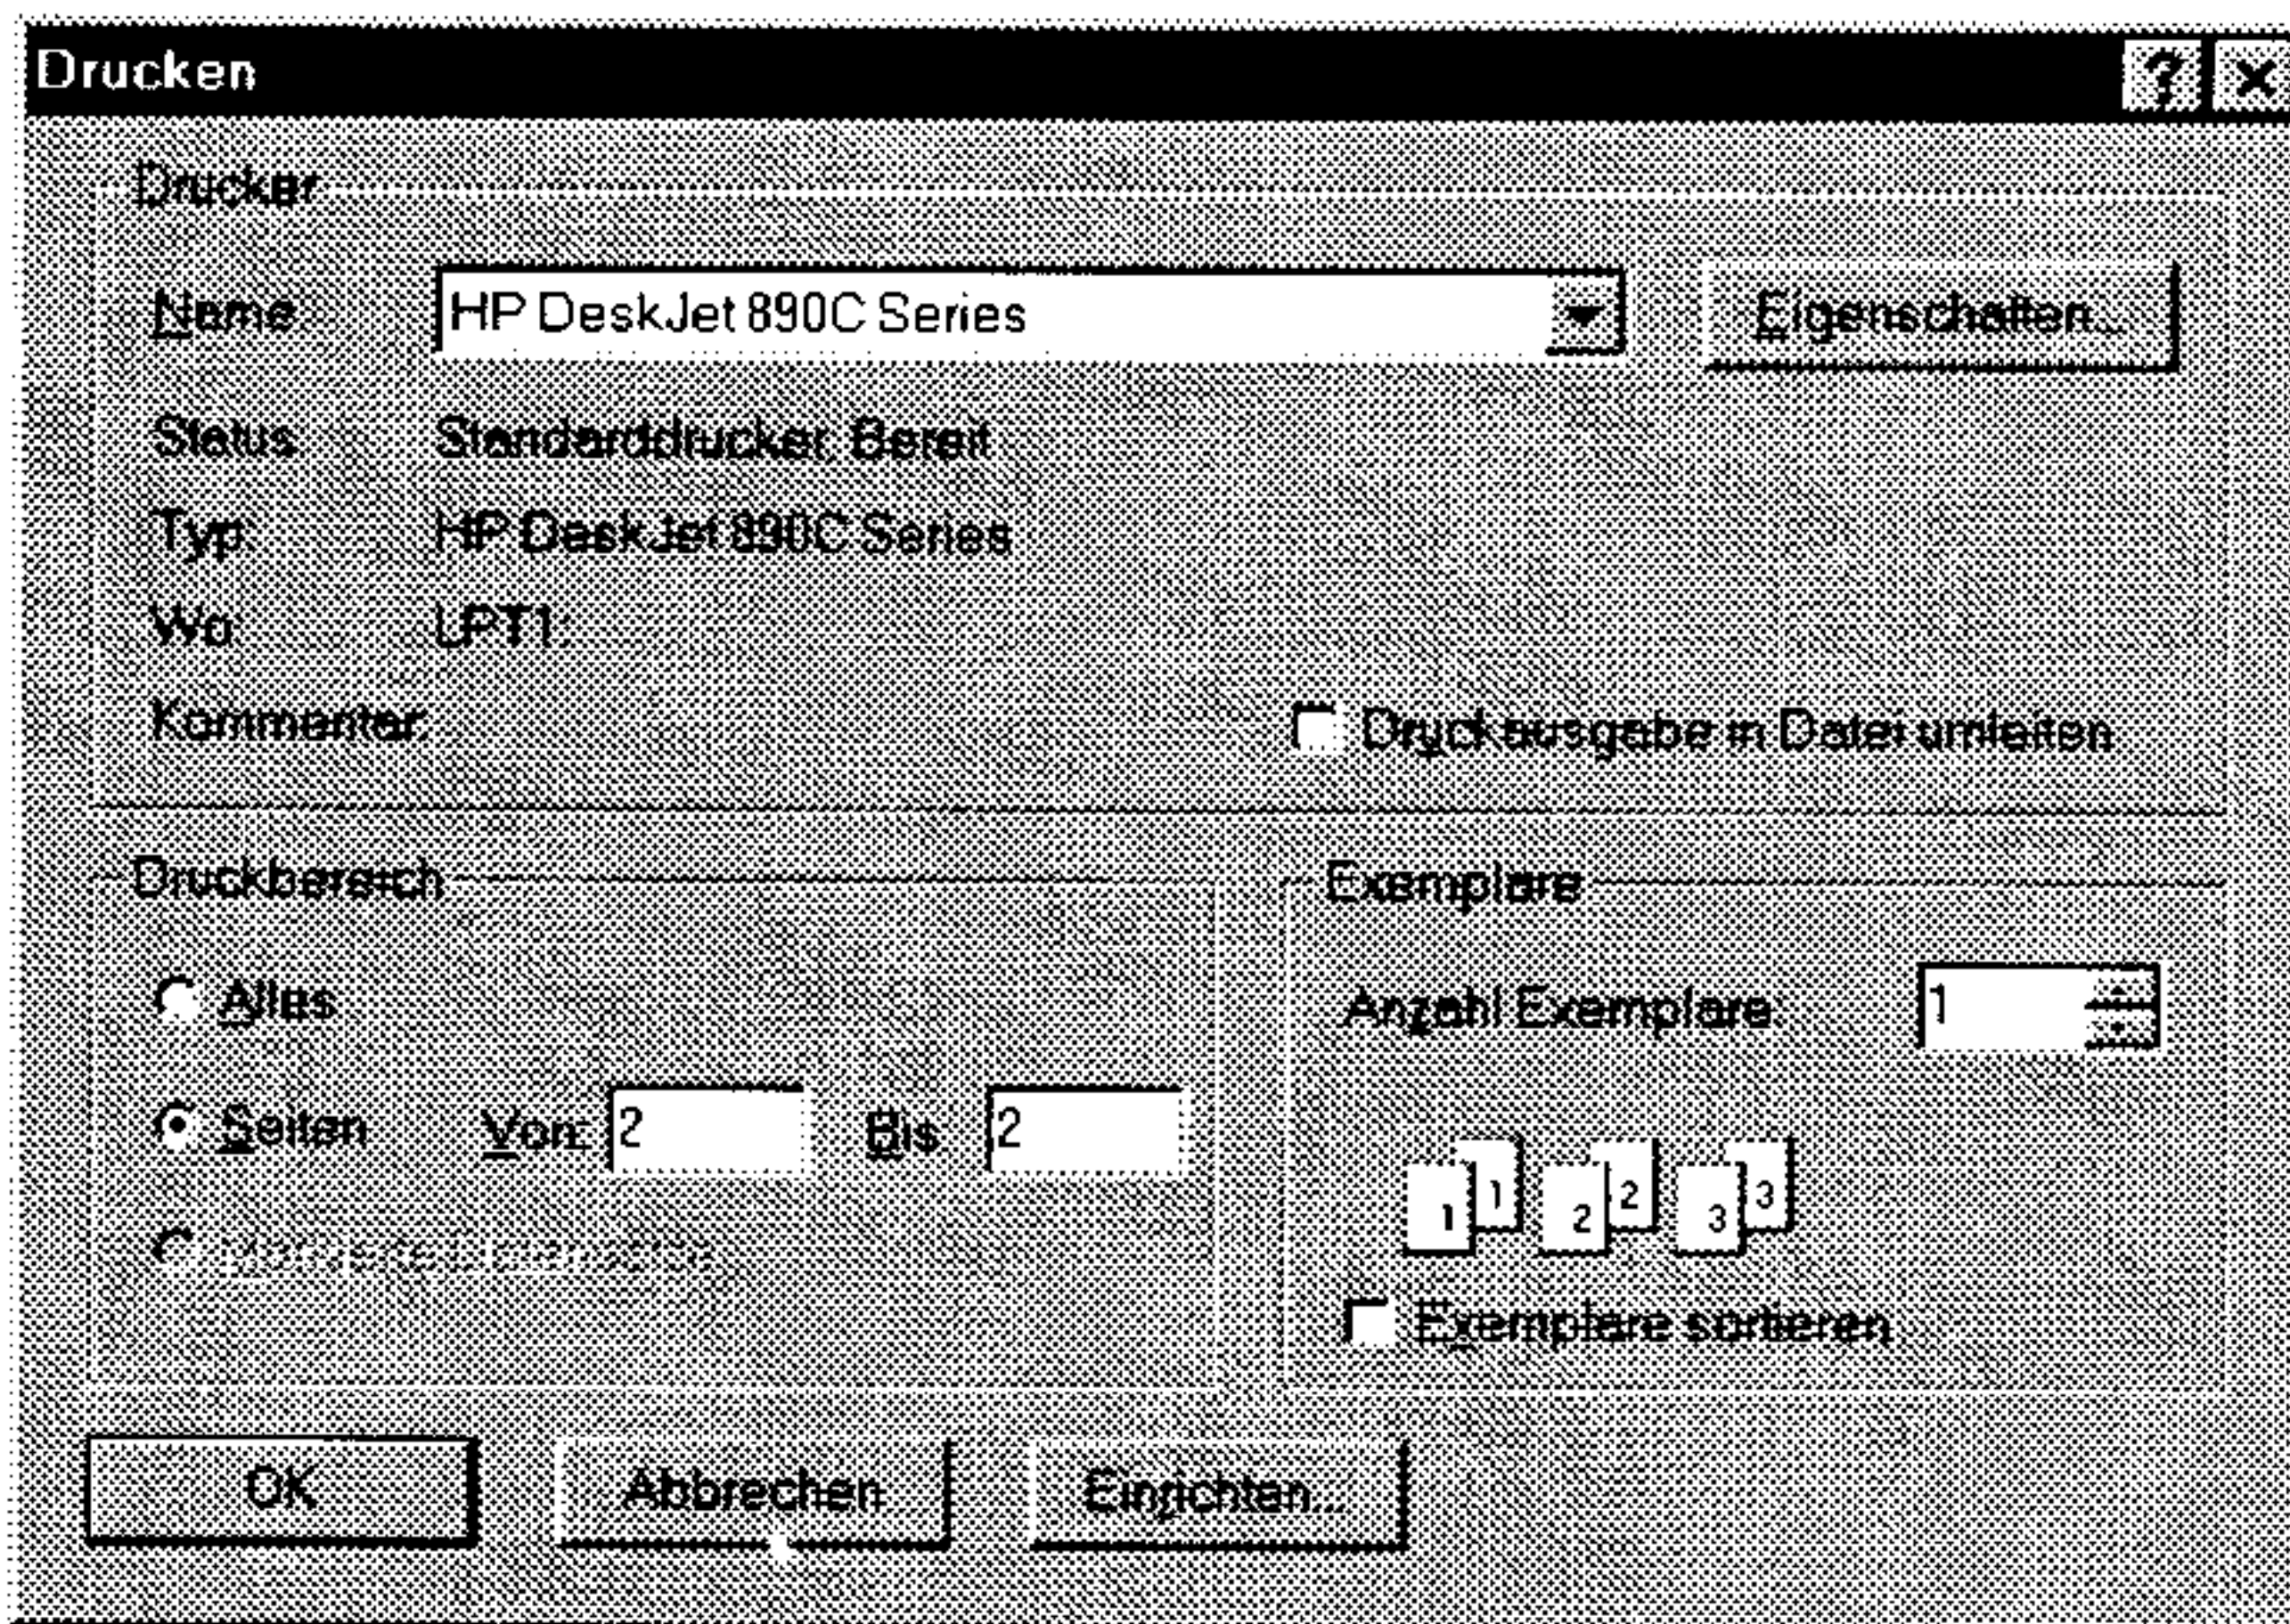 Drucken
Drucker
Name: HP DeskJet 890C Series Eigenschaften...
Status: Standarddrucker; Bereit
Typ: HP DeskJet 890C Series
Wo: LPT1:
Kommentar: Druckausgabe in Datei umleiten
Druckbereich Exemplare
Alles Anzahl Exemplare: 1
Seiten Von: 2 Bis: 2
1 1 2 2 3 3
Exemplare sortieren
OK Abbrechen Einrichten...